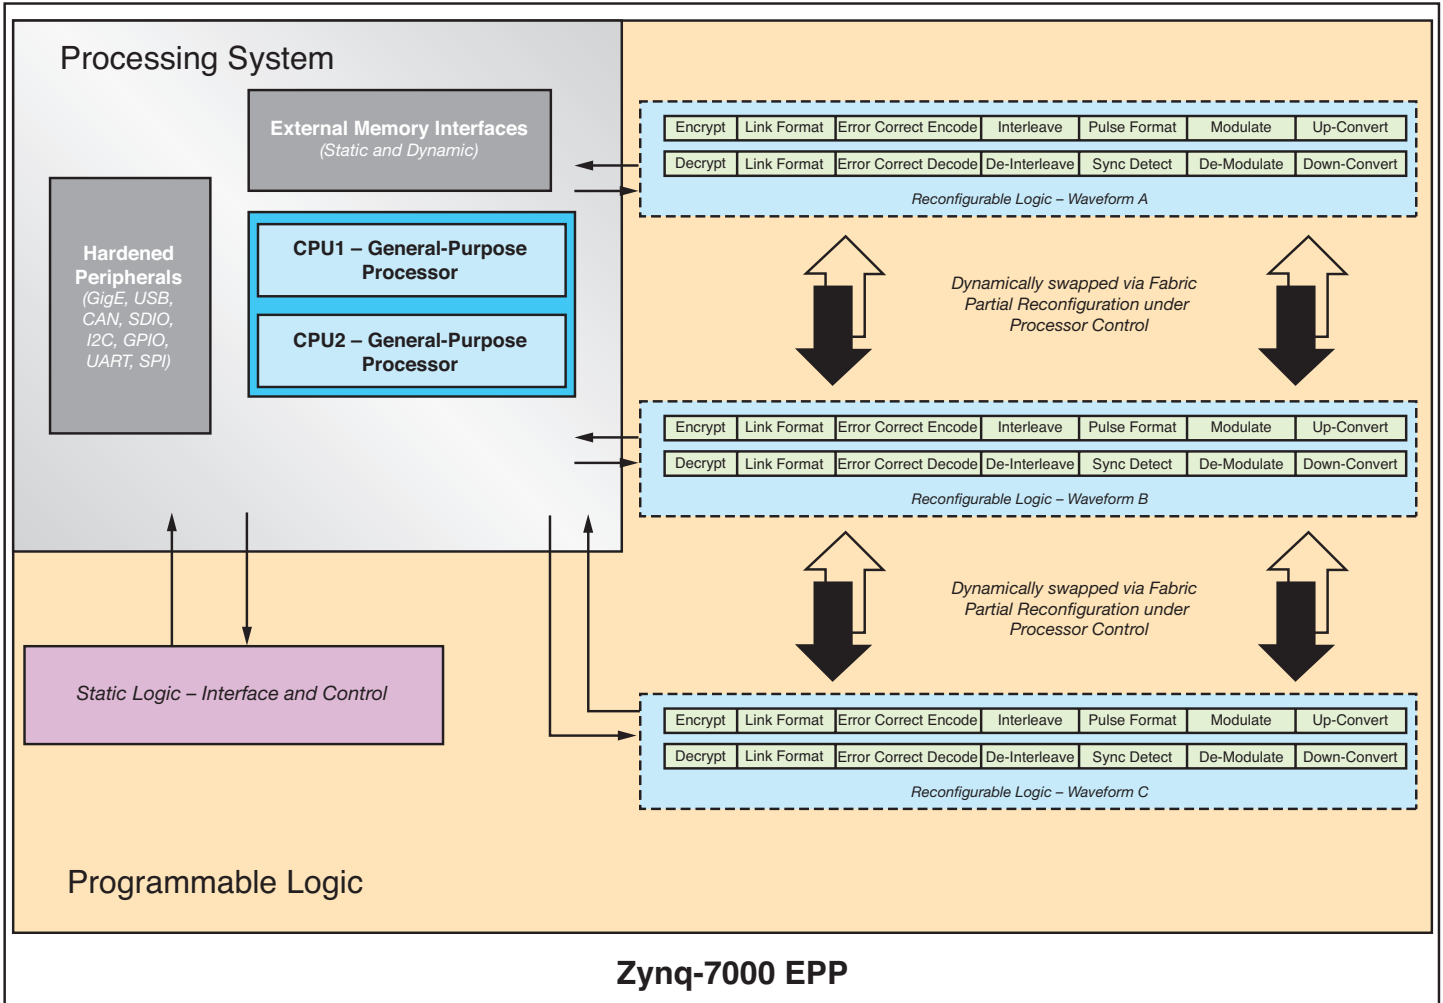 Processing System
External Memory Interfaces
(Static and Dynamic)
Hardened
Peripherals
(GigE, USB,
CAN, SDIO,
I2C, GPIO,
UART, SPI)
CPU1 – General-Purpose
Processor
CPU2 – General-Purpose
Processor
Encrypt Link Format Error Correct Encode Interleave Pulse Format Modulate Up-Convert
Decrypt Link Format Error Correct Decode De-Interleave Sync Detect De-Modulate Down-Convert
Reconfigurable Logic – Waveform A
Dynamically swapped via Fabric
Partial Reconfiguration under
Processor Control
Encrypt Link Format Error Correct Encode Interleave Pulse Format Modulate Up-Convert
Decrypt Link Format Error Correct Decode De-Interleave Sync Detect De-Modulate Down-Convert
Reconfigurable Logic – Waveform B
Dynamically swapped via Fabric
Partial Reconfiguration under
Processor Control
Static Logic – Interface and Control
Encrypt Link Format Error Correct Encode Interleave Pulse Format Modulate Up-Convert
Decrypt Link Format Error Correct Decode De-Interleave Sync Detect De-Modulate Down-Convert
Reconfigurable Logic – Waveform C
Programmable Logic
Zynq-7000 EPP